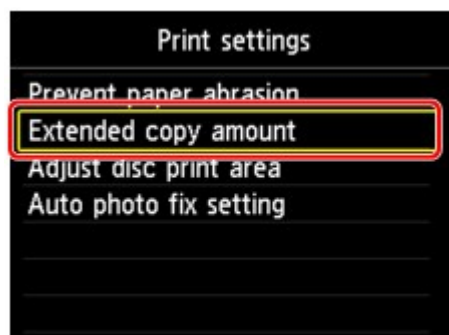 Print settings
Prevent paper abrasion
Extended copy amount
Adjust disc print area
Auto photo fix setting